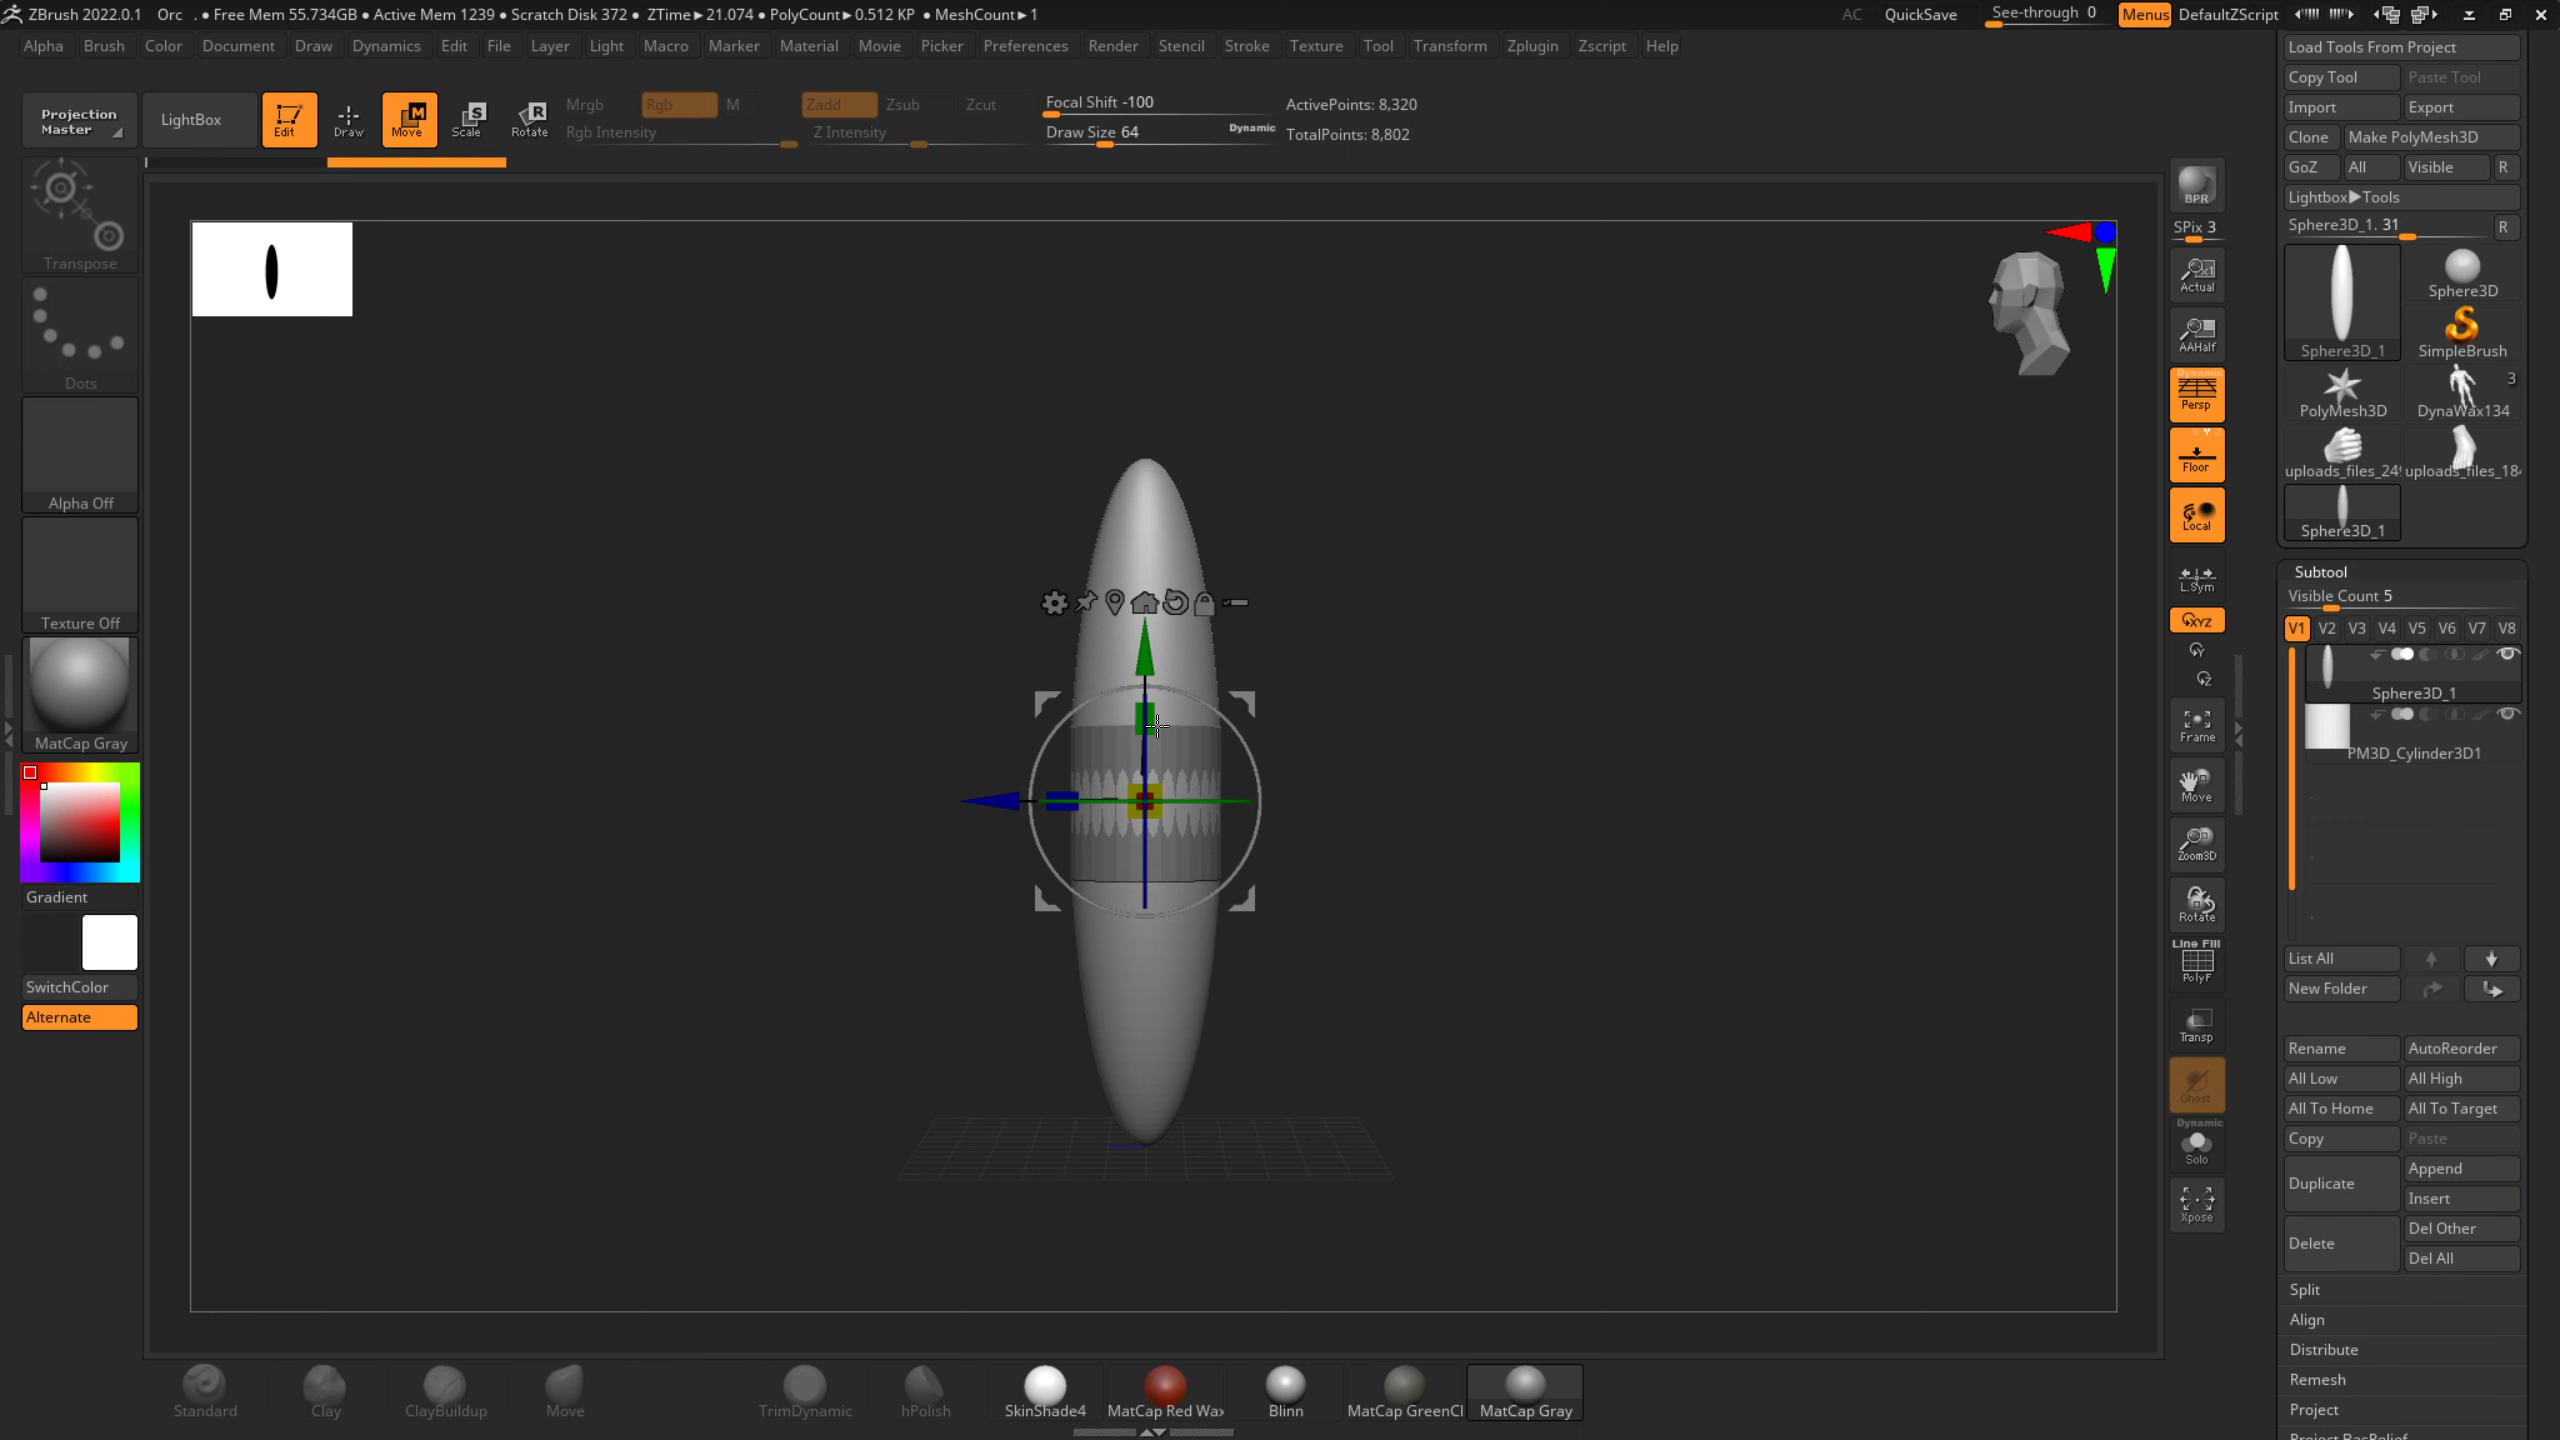 ZBrush 2022.0.1 Orc . • Free Mem 55.734GB • Active Mem 1239 • Scratch Disk 372 • ZTime►21.074 • PolyCount►0.512 KP • MeshCount►1 AC QuickSave See-through 0 Menus DefaultZScript
Alpha Brush Color Document Draw Dynamics Edit File Layer Light Macro Marker Material Movie Picker Preferences Render Stencil Stroke Texture Tool Transform Zplugin Zscript Help
Projection Master
LightBox
Edit
Draw
M
Move
S
Scale
R
Rotate
Mrgb Rgb M
Rgb Intensity
Zadd Zsub Zcut
Z Intensity
Focal Shift -100
Draw Size 64 Dynamic
ActivePoints: 8,320
TotalPoints: 8,802
Transpose
Dots
Alpha Off
Texture Off
MatCap Gray
Gradient
SwitchColor
Alternate
BPR
SPix 3
Actual
AAHalf
Dynamic
Persp
Floor
Local
L.Sym
XYZ
Y
Z
Frame
Move
Zoom3D
Rotate
Line Fill
PolyF
Transp
Ghost
Dynamic
Solo
Xpose
Load Tools From Project
Copy Tool Paste Tool
Import Export
Clone Make PolyMesh3D
GoZ All Visible R
Lightbox►Tools
Sphere3D_1. 31 R
Sphere3D_1
Sphere3D
SimpleBrush
PolyMesh3D
3
DynaWax134
uploads_files_24
uploads_files_18
Sphere3D_1
Subtool
Visible Count 5
V1 V2 V3 V4 V5 V6 V7 V8
Sphere3D_1
PM3D_Cylinder3D1
List All
New Folder
Rename AutoReorder
All Low All High
All To Home All To Target
Copy Paste
Duplicate Append
Insert
Delete Del Other
Del All
Split
Align
Distribute
Remesh
Project
Project BasRelief
Standard Clay ClayBuildup Move TrimDynamic hPolish SkinShade4 MatCap Red Wax Blinn MatCap GreenCl MatCap Gray